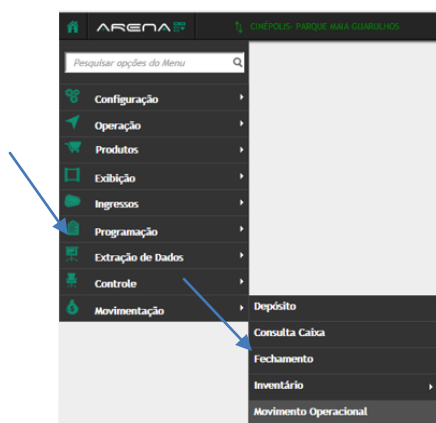 ARENA
CINÉPOLIS- PARQUE MAIA GUARULHOS
Pesquisar opções do Menu
Configuração
Operação
Produtos
Exibição
Ingressos
Programação
Extração de Dados
Controle
Movimentação
Depósito
Consulta Caixa
Fechamento
Inventário
Movimento Operacional